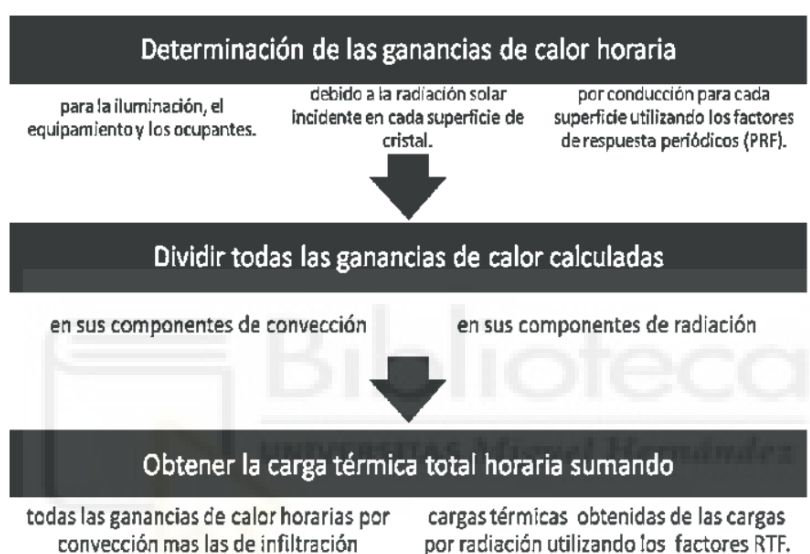 Determinación de las ganancias de calor horaria
para la iluminación, el
equipamiento y los ocupantes.
debido a la radiación solar
incidente en cada superficie de
cristal.
por conducción para cada
superficie utilizando los factores
de respuesta periódicos (PRF).
Dividir todas las ganancias de calor calculadas
en sus componentes de convección
en sus componentes de radiación
Biblioteca
UNIVERSITAS Miguel Hernández
Obtener la carga térmica total horaria sumando
todas las ganancias de calor horarias por
convección mas las de infiltración
cargas térmicas obtenidas de las cargas
por radiación utilizando los factores RTF.